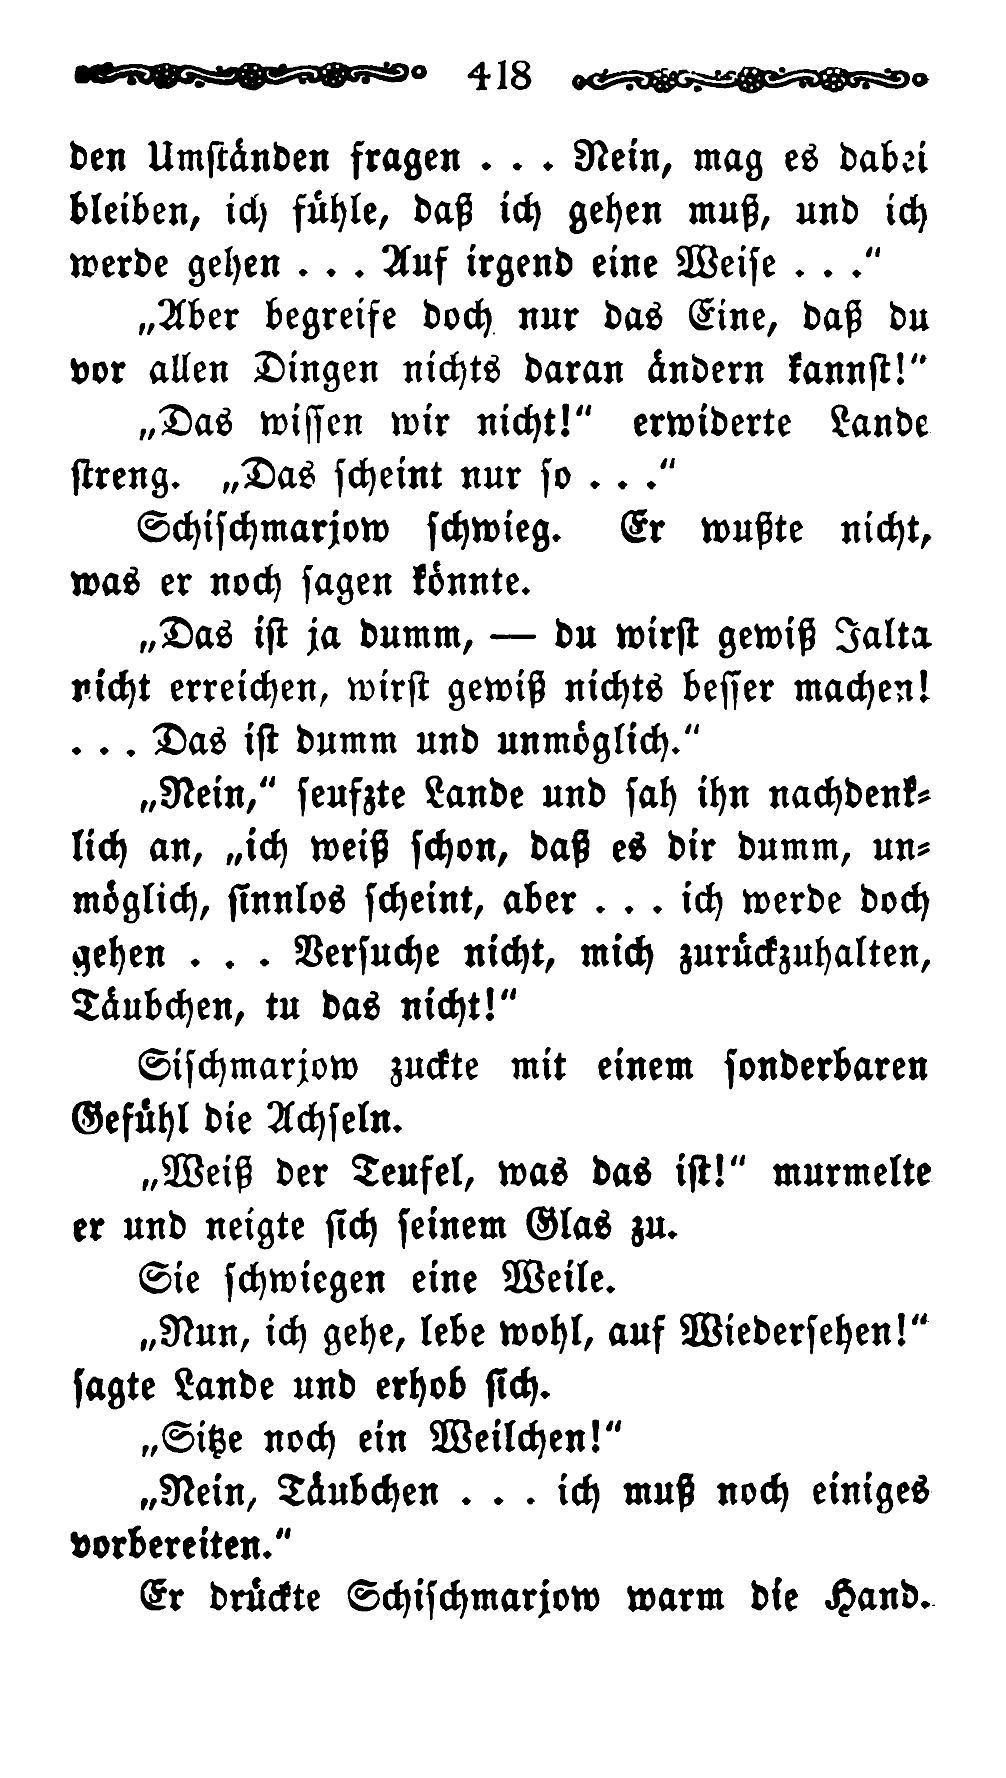 418
den Umständen fragen . . . Nein, mag es dabei
bleiben, ich fühle, daß ich gehen muß, und ich
werde gehen . . . Auf irgend eine Weise . . .“
„Aber begreife doch nur das Eine, daß du
vor allen Dingen nichts daran ändern kannst!“
„Das wissen wir nicht!“ erwiderte Lande
streng. „Das scheint nur so . . .“
Schischmarjow schwieg. Er wußte nicht,
was er noch sagen könnte.
„Das ist ja dumm, — du wirst gewiß Jalta
nicht erreichen, wirst gewiß nichts besser machen!
. . . Das ist dumm und unmöglich.“
„Nein,“ seufzte Lande und sah ihn nachdenk-
lich an, „ich weiß schon, daß es dir dumm, un-
möglich, sinnlos scheint, aber . . . ich werde doch
gehen . . . Versuche nicht, mich zurückzuhalten,
Täubchen, tu das nicht!“
Sischmarjow zuckte mit einem sonderbaren
Gefühl die Achseln.
„Weiß der Teufel, was das ist!“ murmelte
er und neigte sich seinem Glas zu.
Sie schwiegen eine Weile.
„Nun, ich gehe, lebe wohl, auf Wiedersehen!“
sagte Lande und erhob sich.
„Sitze noch ein Weilchen!“
„Nein, Täubchen . . . ich muß noch einiges
vorbereiten.“
Er drückte Schischmarjow warm die Hand.